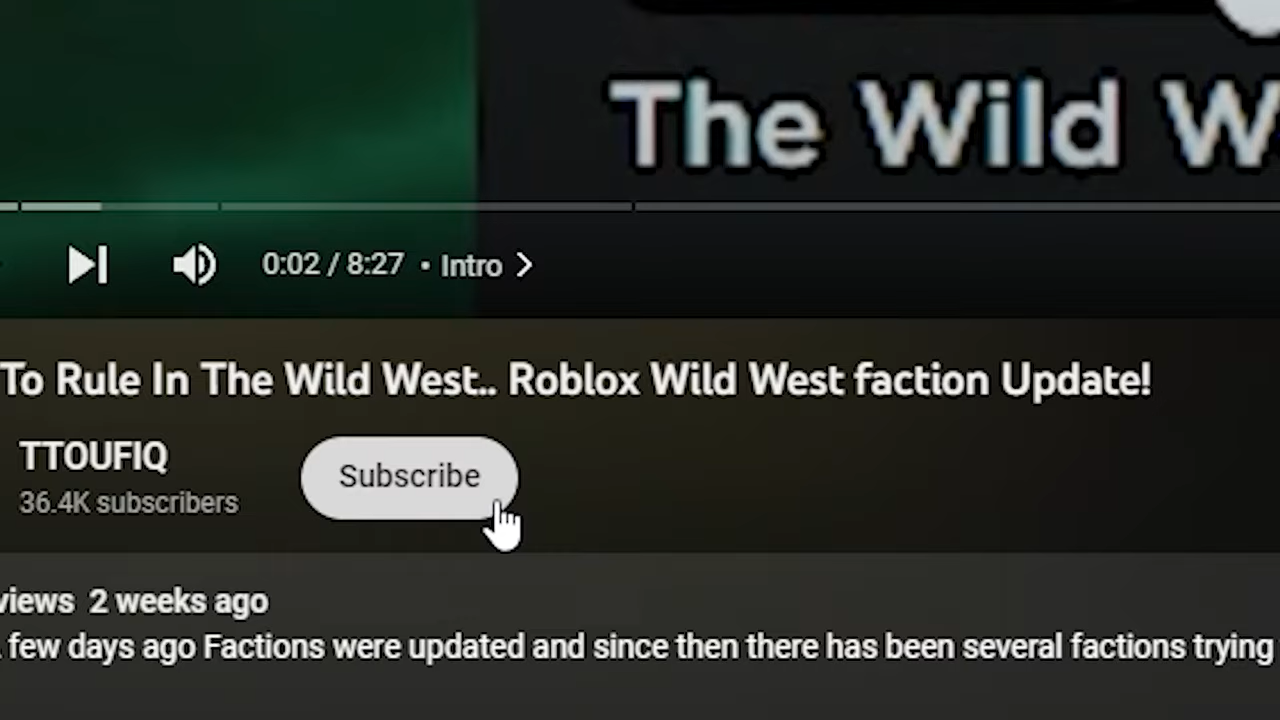 The Wild W
0:02 / 8:27 • Intro
To Rule In The Wild West.. Roblox Wild West faction Update!
TTOUFIQ
36.4K subscribers
Subscribe
views 2 weeks ago
few days ago Factions were updated and since then there has been several factions trying